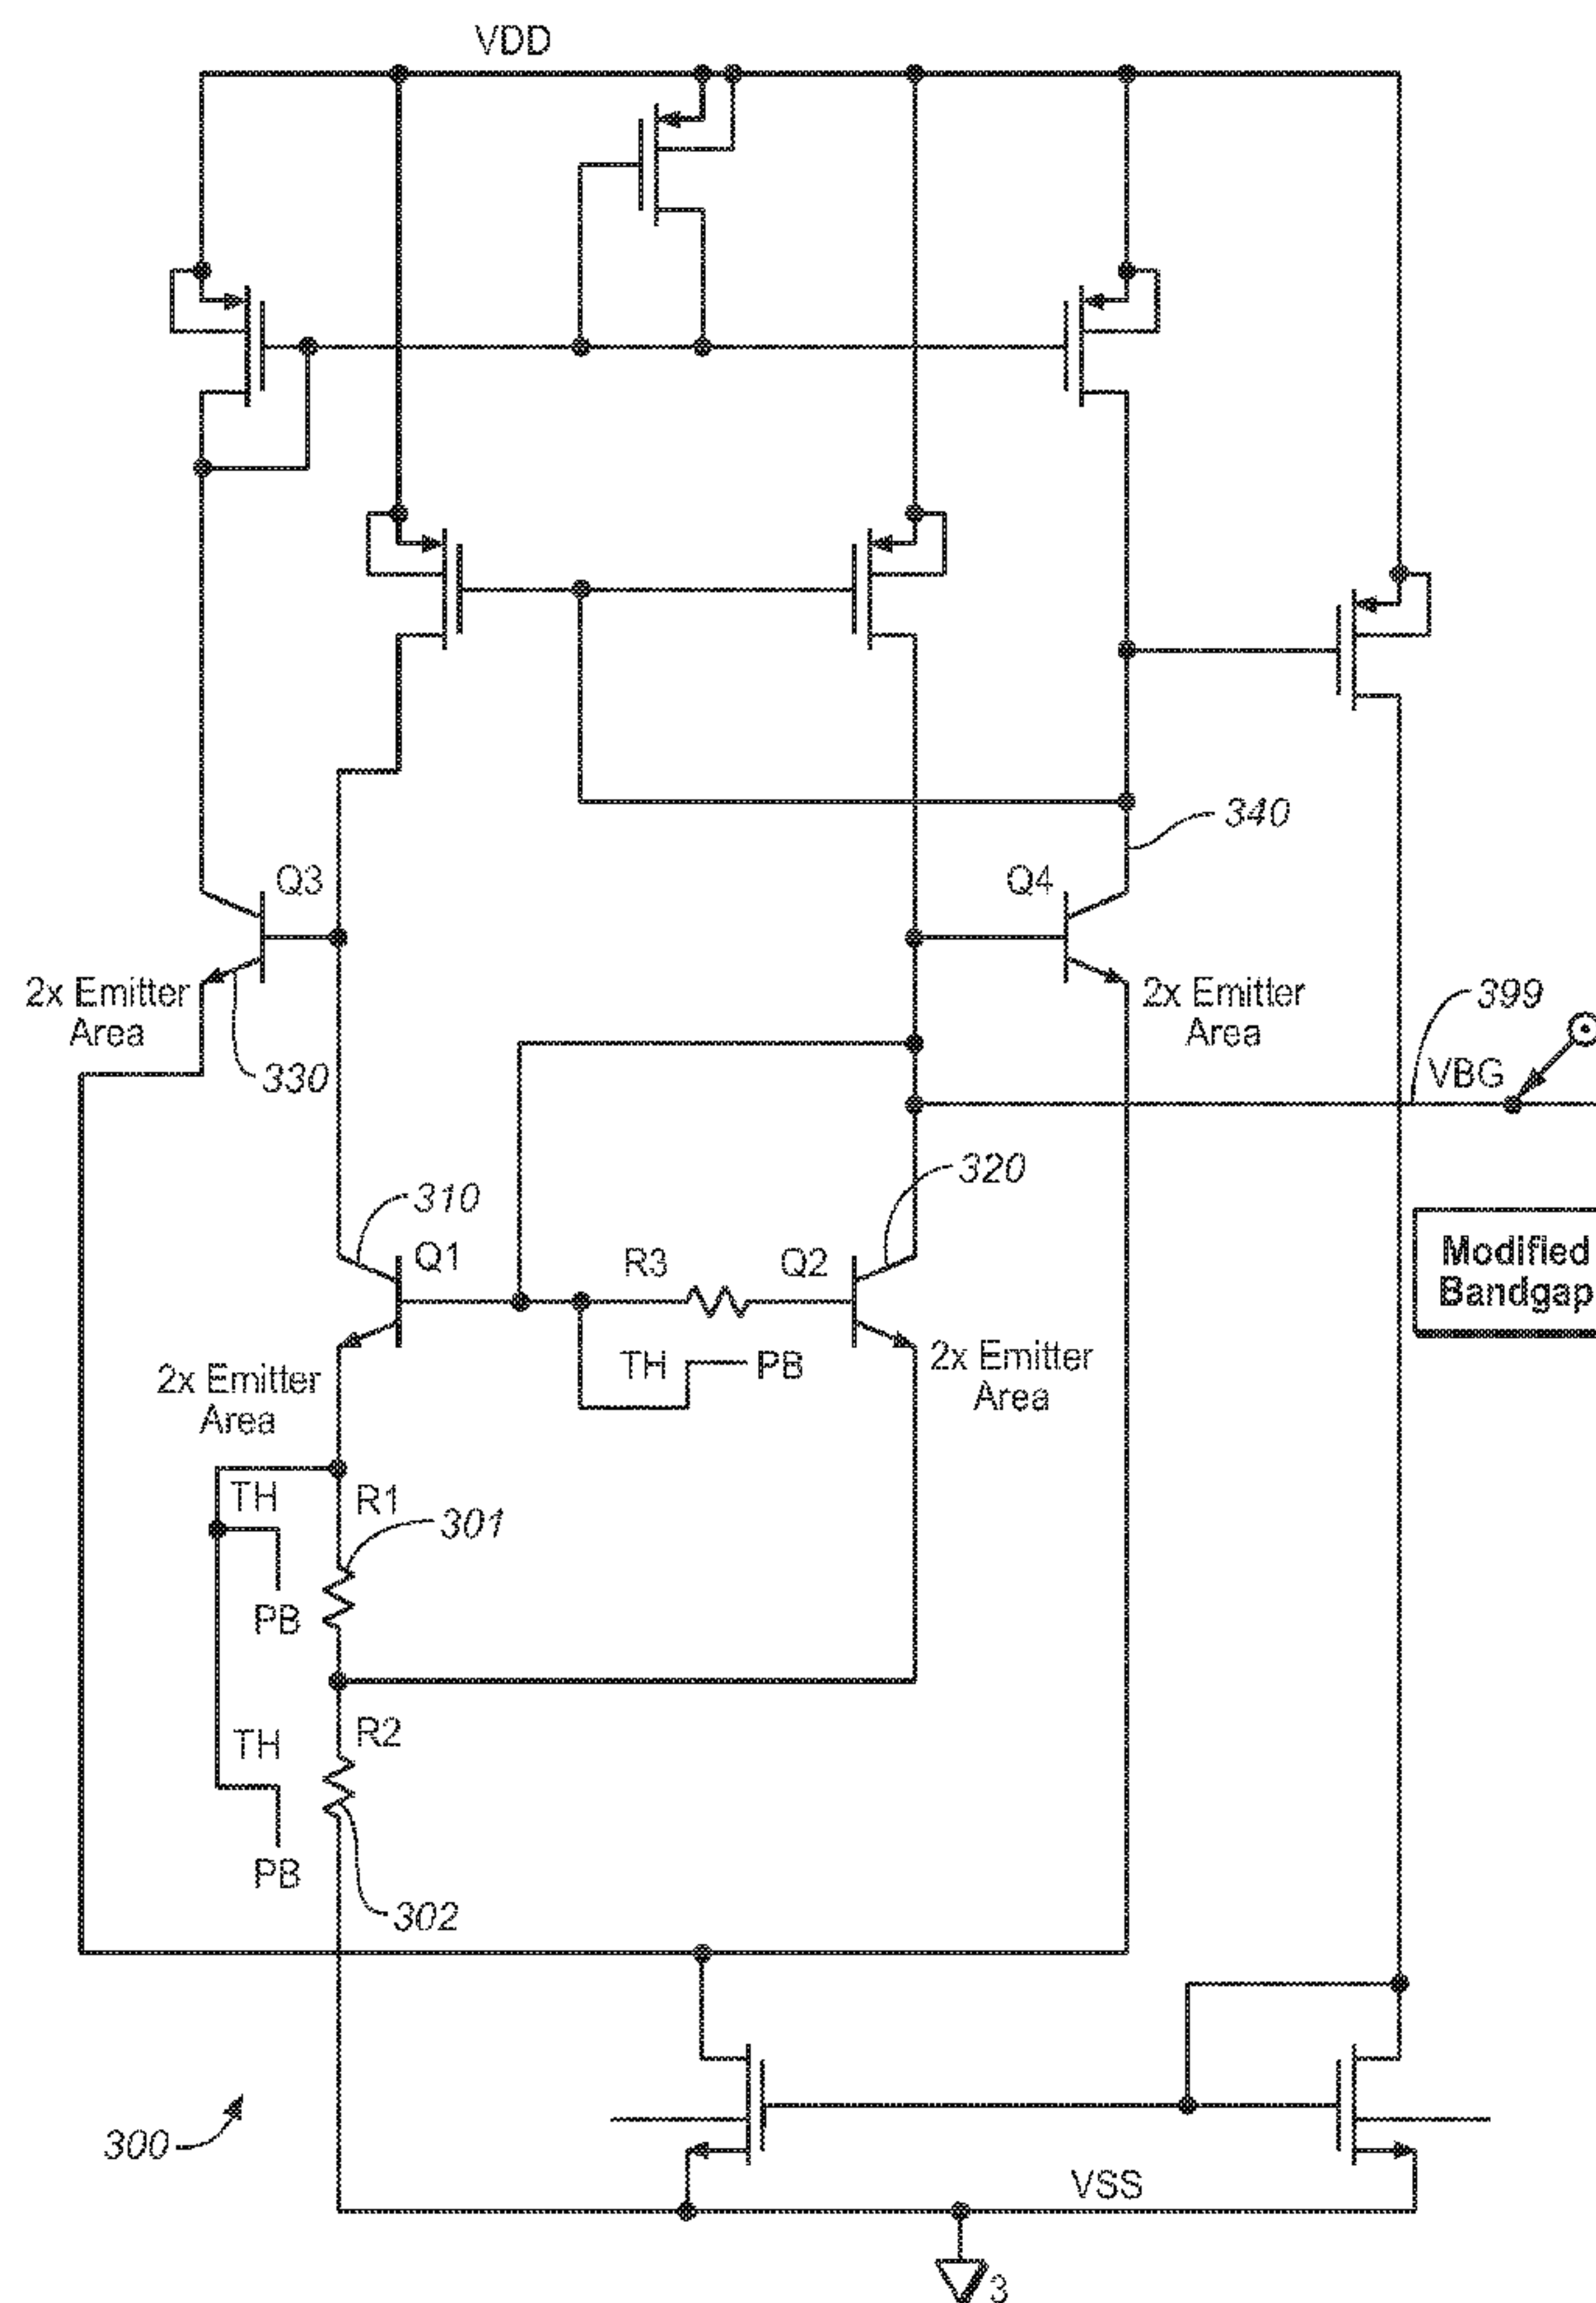 VDD
340
Q3
Q4
2x Emitter
Area
2x Emitter
Area
399
330
VBG
320
310
Q1
R3
Q2
Modified
Bandgap
TH
PB
2x Emitter
Area
2x Emitter
Area
TH
R1
301
PB
TH
R2
PB
302
300
VSS
3